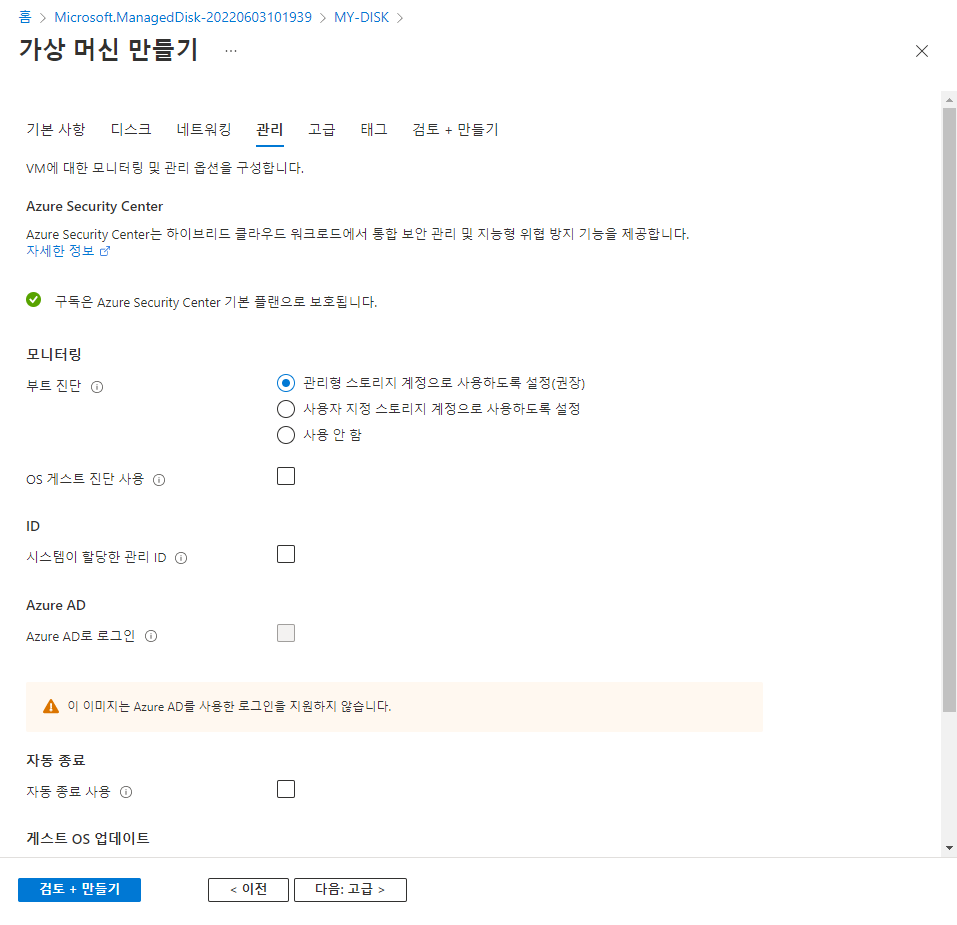 홈 > Microsoft.ManagedDisk-20220603101939 > MY-DISK >
가상 머신 만들기 ...
기본 사항 디스크 네트워킹 관리 고급 태그 검토 + 만들기
VM에 대한 모니터링 및 관리 옵션을 구성합니다.
Azure Security Center
Azure Security Center는 하이브리드 클라우드 워크로드에서 통합 보안 관리 및 지능형 위협 방지 기능을 제공합니다.
자세한 정보
구독은 Azure Security Center 기본 플랜으로 보호됩니다.
모니터링
부트 진단
관리형 스토리지 계정으로 사용하도록 설정(권장)
사용자 지정 스토리지 계정으로 사용하도록 설정
사용 안 함
OS 게스트 진단 사용
ID
시스템이 할당한 관리 ID
Azure AD
Azure AD로 로그인
이 이미지는 Azure AD를 사용한 로그인을 지원하지 않습니다.
자동 종료
자동 종료 사용
게스트 OS 업데이트
검토 + 만들기 < 이전 다음: 고급 >